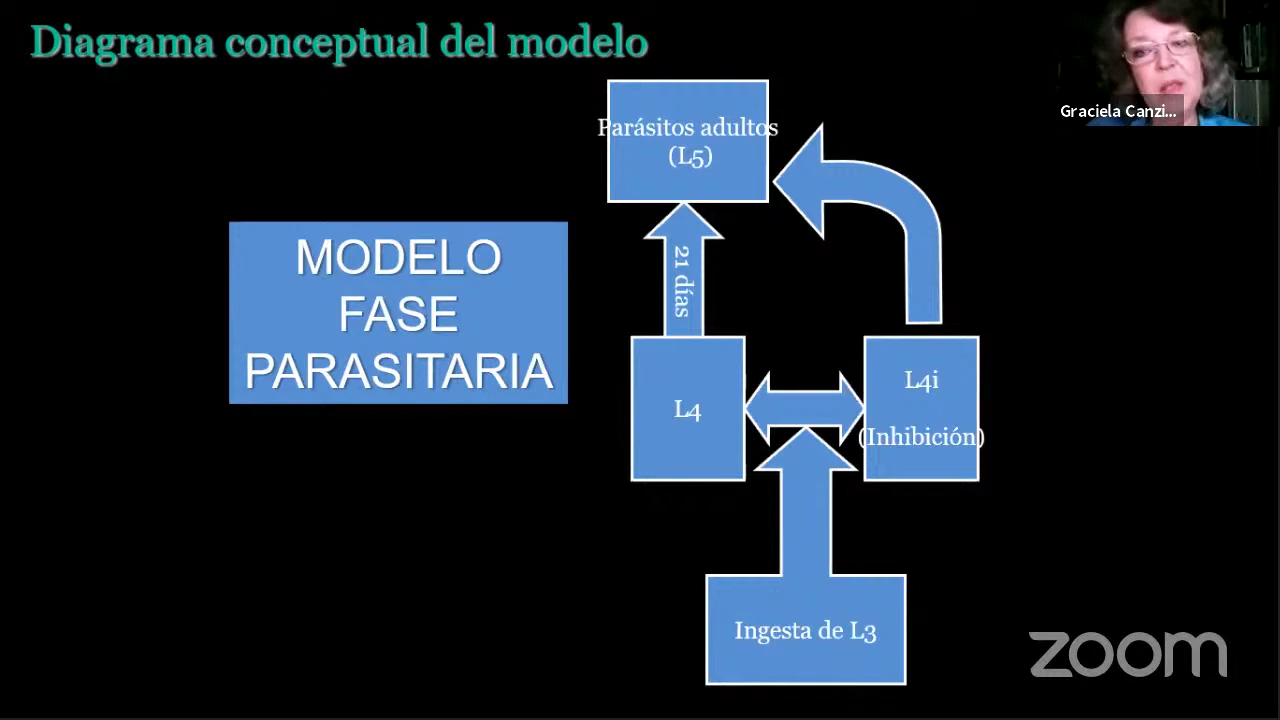 Diagrama conceptual del modelo
Graciela Canzi...
Parásitos adultos
(L5)
MODELO
FASE
PARASITARIA
21 días
L4
L4i
(Inhibición)
Ingesta de L3
zoom